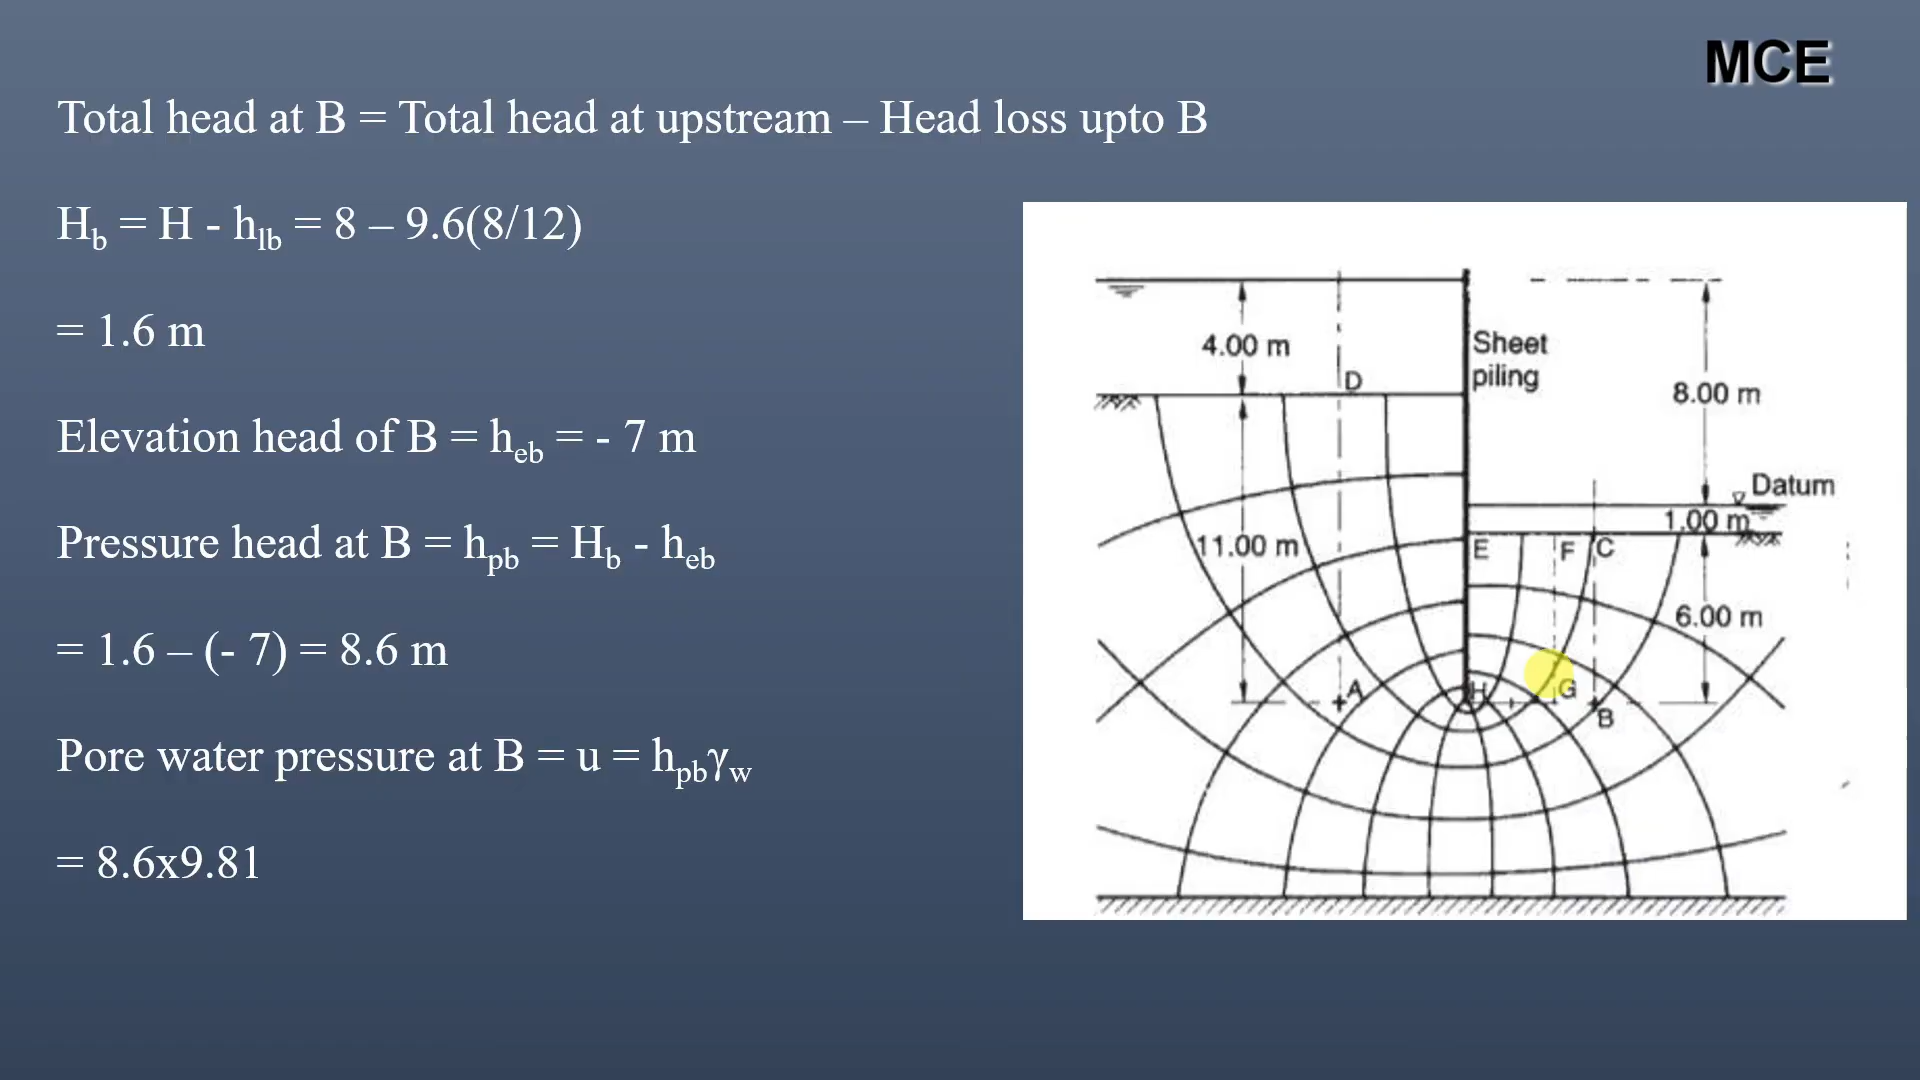 MCE
Total head at B = Total head at upstream – Head loss upto B
Hb = H - hlb = 8 – 9.6(8/12)
= 1.6 m
Elevation head of B = heb = - 7 m
Pressure head at B = hpb = Hb - heb
= 1.6 – (- 7) = 8.6 m
Pore water pressure at B = u = hpbγw
= 8.6x9.81
4.00 m
Sheet
piling
8.00 m
D
Datum
1.00 m
11.00 m
E
F
C
6.00 m
A
H
G
B